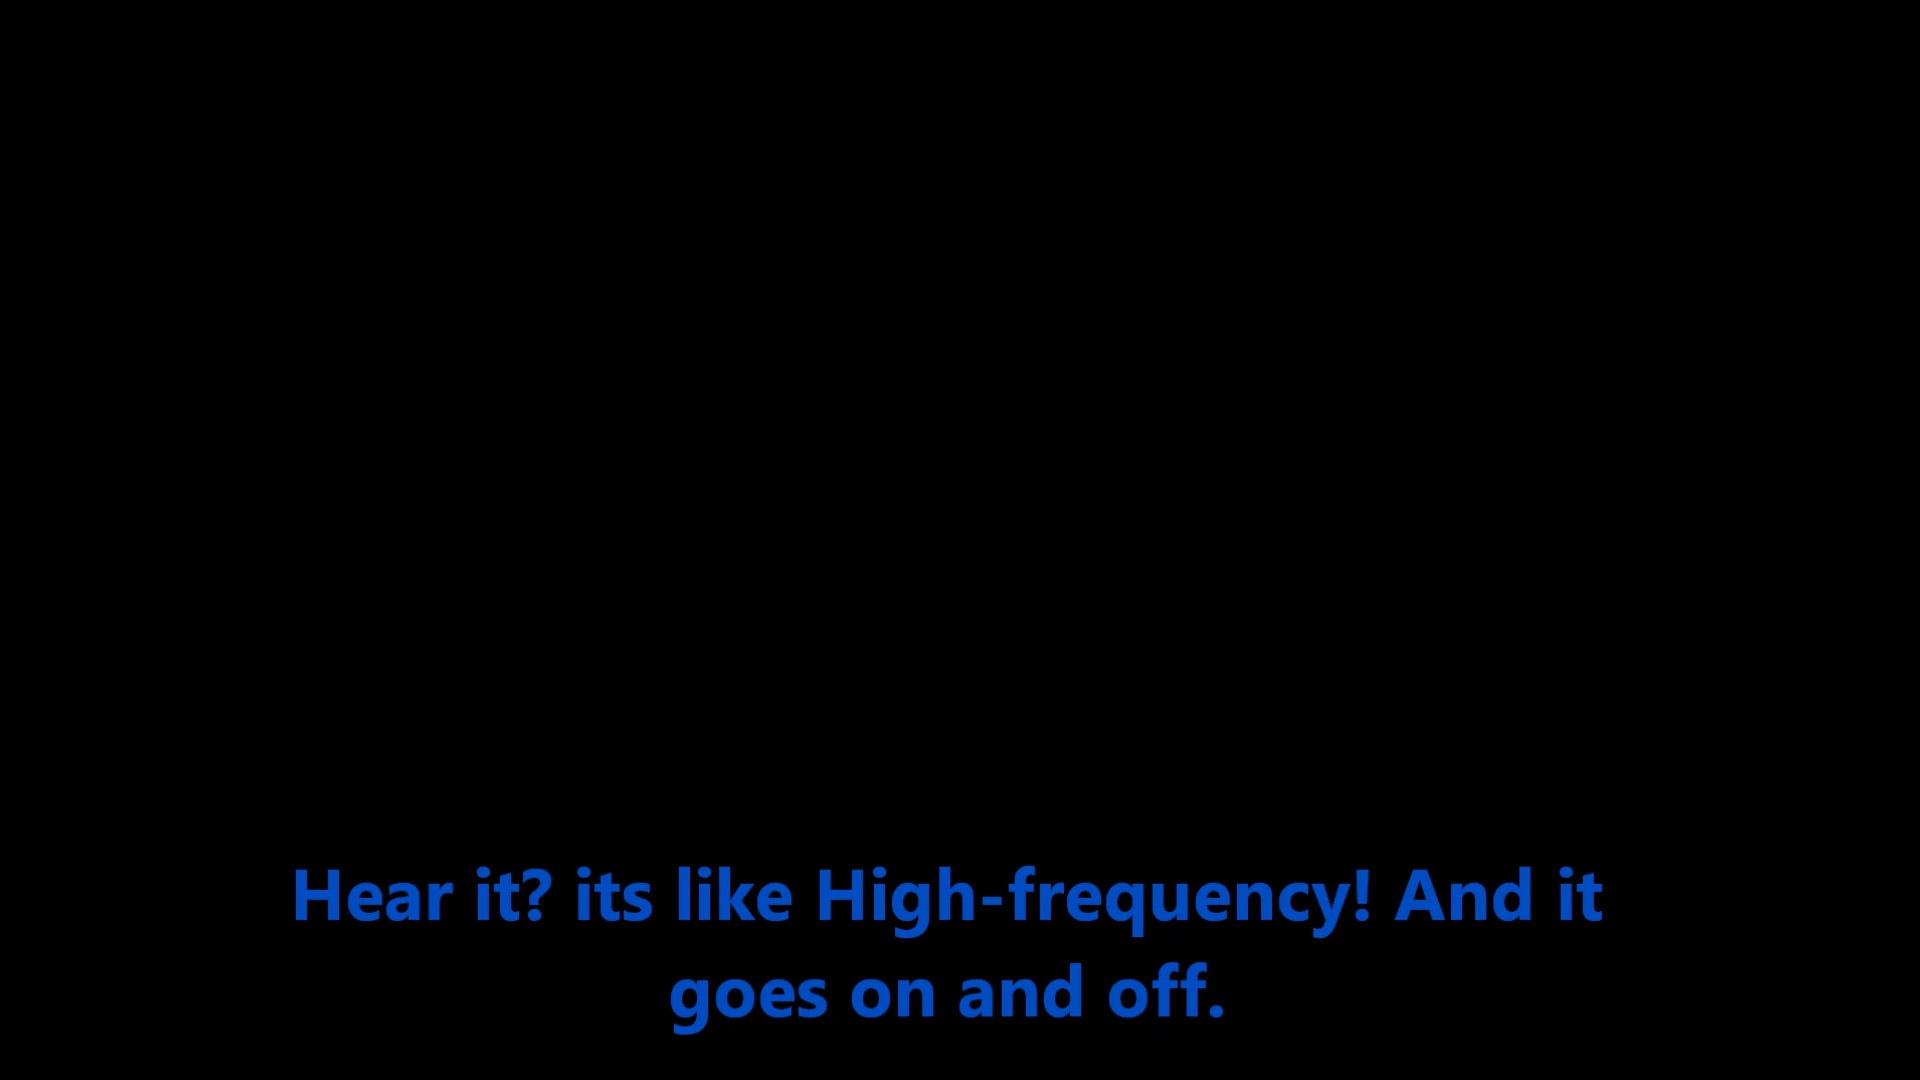 Hear it? its like High-frequency! And it
goes on and off.